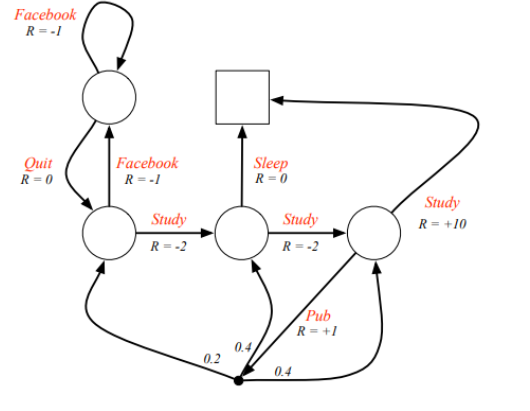 Facebook
R = -1
Quit
R = 0
Facebook
R = -1
Sleep
R = 0
Study
R = +10
Study
R = -2
Study
R = -2
Pub
R = +1
0.2
0.4
0.4